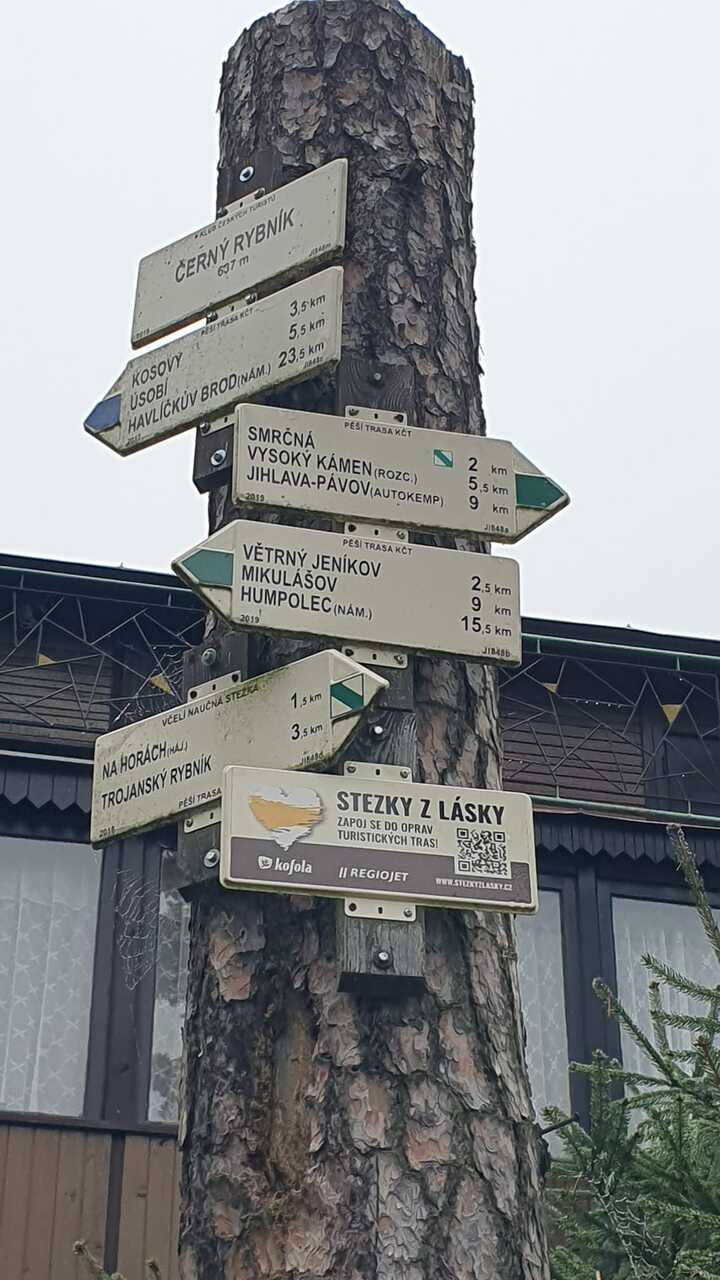 KLUB ČESKÝCH TURISTŮ
ČERNÝ RYBNÍK
637 m
2019 JI848m
PĚŠÍ TRASA KČT
KOSOVÝ 3,5 km
ÚSOBÍ 5,5 km
HAVLÍČKŮV BROD (NÁM.) 23,5 km
PĚŠÍ TRASA KČT
SMRČNÁ 2 km
VYSOKÝ KÁMEN (ROZC.) 5,5 km
JIHLAVA-PÁVOV (AUTOKEMP) 9 km
2019 JI848a
PĚŠÍ TRASA KČT
VĚTRNÝ JENÍKOV 2,5 km
MIKULÁŠOV 9 km
HUMPOLEC (NÁM.) 15,5 km
2019 JI848b
VČELÍ NAUČNÁ STEZKA
NA HORÁCH (HÁJ.) 1,5 km
TROJANSKÝ RYBNÍK 3,5 km
PĚŠÍ TRASA
STEZKY Z LÁSKY
ZAPOJ SE DO OPRAV
TURISTICKÝCH TRAS!
kofola REGIOJET WWW.STEZKYZLASKY.CZ